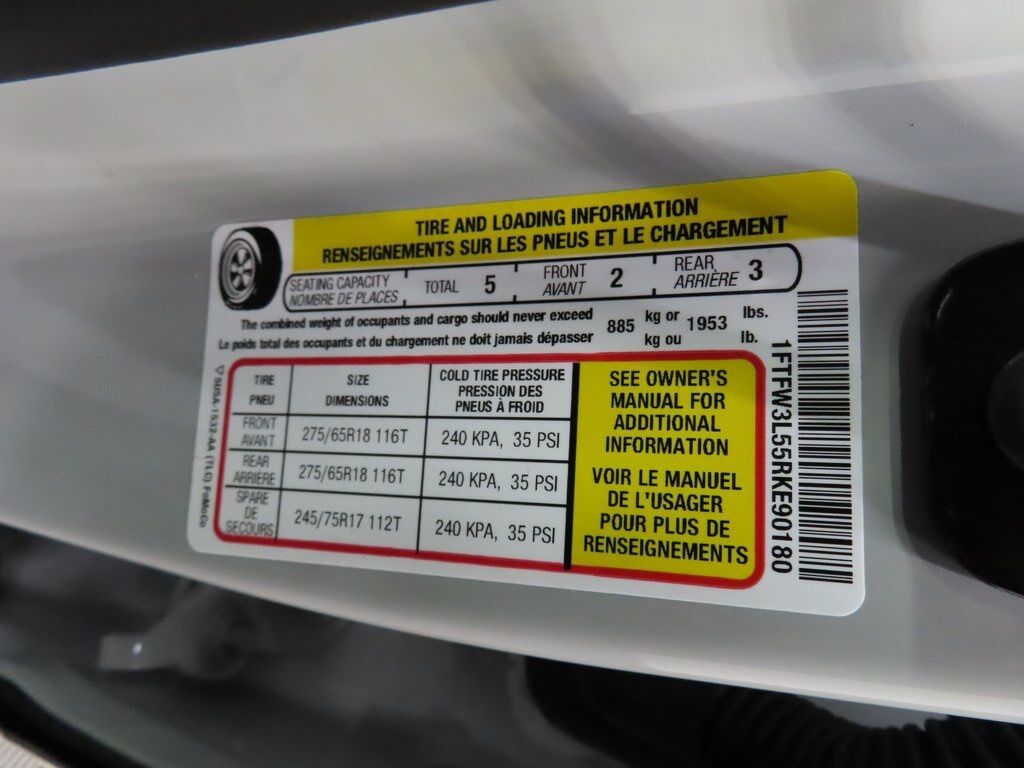 TIRE AND LOADING INFORMATION
RENSEIGNEMENTS SUR LES PNEUS ET LE CHARGEMENT
SEATING CAPACITY
NOMBRE DE PLACES
TOTAL 5
FRONT
AVANT
2
REAR
ARRIÈRE
3
The combined weight of occupants and cargo should never exceed
Le poids total des occupants et du chargement ne doit jamais dépasser
885
kg or
kg ou
1953
lbs.
lb.
TIRE
PNEU
SIZE
DIMENSIONS
COLD TIRE PRESSURE
PRESSION DES
PNEUS À FROID
FRONT
AVANT
275/65R18 116T
240 KPA, 35 PSI
REAR
ARRIÈRE
275/65R18 116T
240 KPA, 35 PSI
SPARE
DE
SECOURS
245/75R17 112T
240 KPA, 35 PSI
SEE OWNER'S
MANUAL FOR
ADDITIONAL
INFORMATION
VOIR LE MANUEL
DE L'USAGER
POUR PLUS DE
RENSEIGNEMENTS
1FTFW3L55RKE90180
5U5A-1532-AA (TLC) FoMoCo